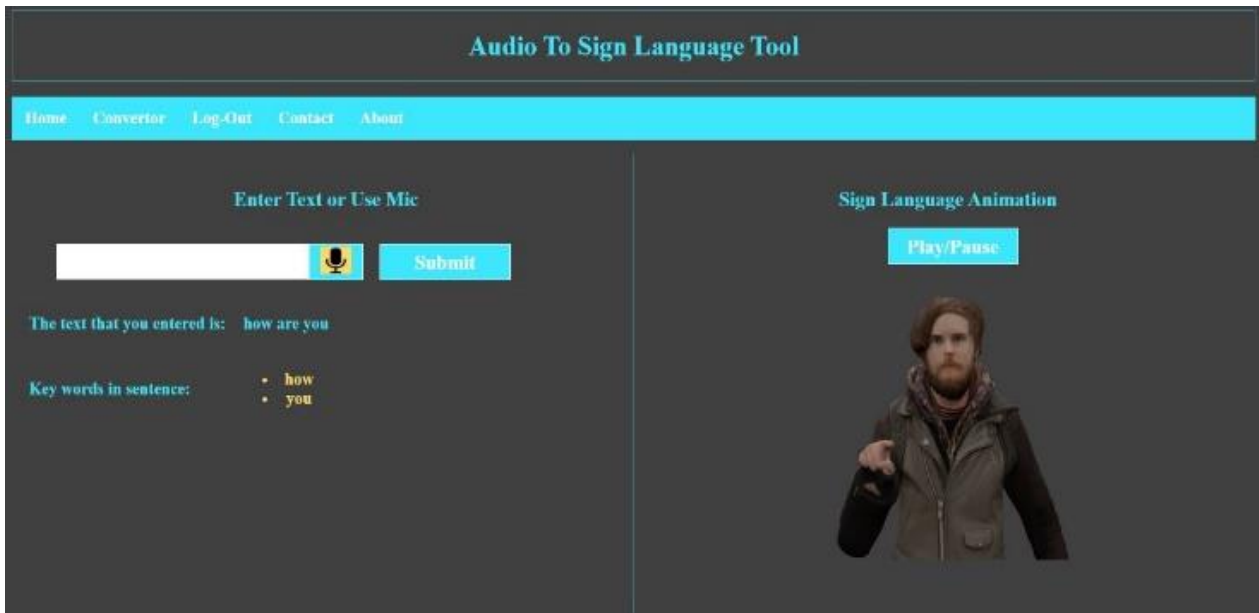 Audio To Sign Language Tool
Home Convertor Log-Out Contact About
Enter Text or Use Mic
Submit
The text that you entered is: how are you
Key words in sentence:
• how
• you
Sign Language Animation
Play/Pause